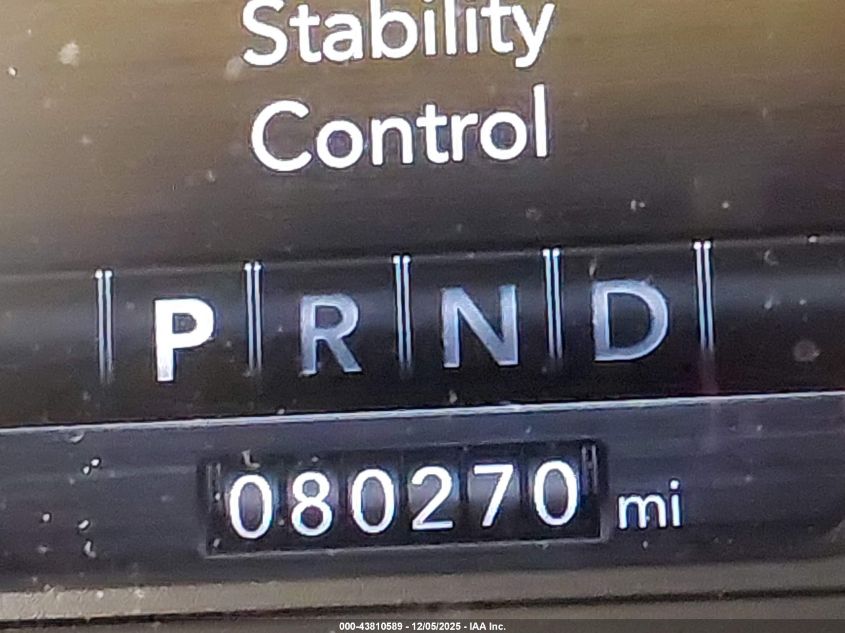 Stability
Control
P R N D
080270 mi
000-43810589 - 12/05/2025 - IAA Inc.